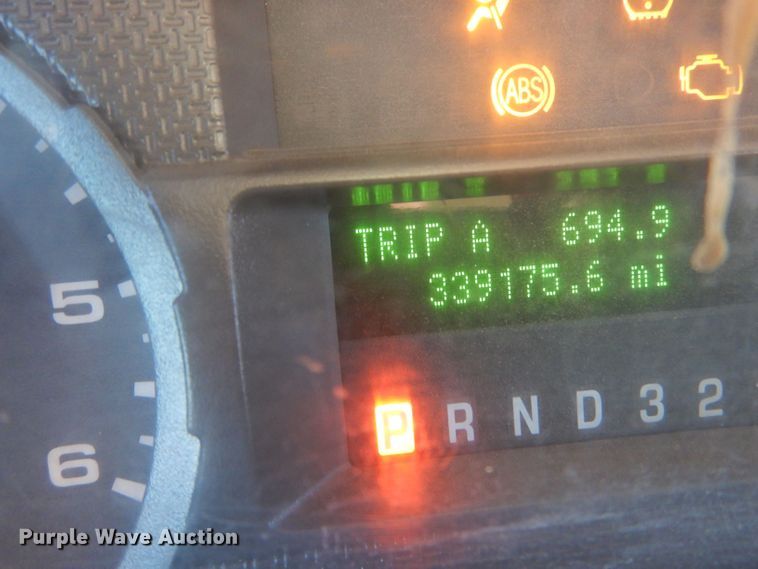 ABS
TRIP A 694.9
339175.6 mi
5
P R N D 3 2
6
Purple Wave Auction